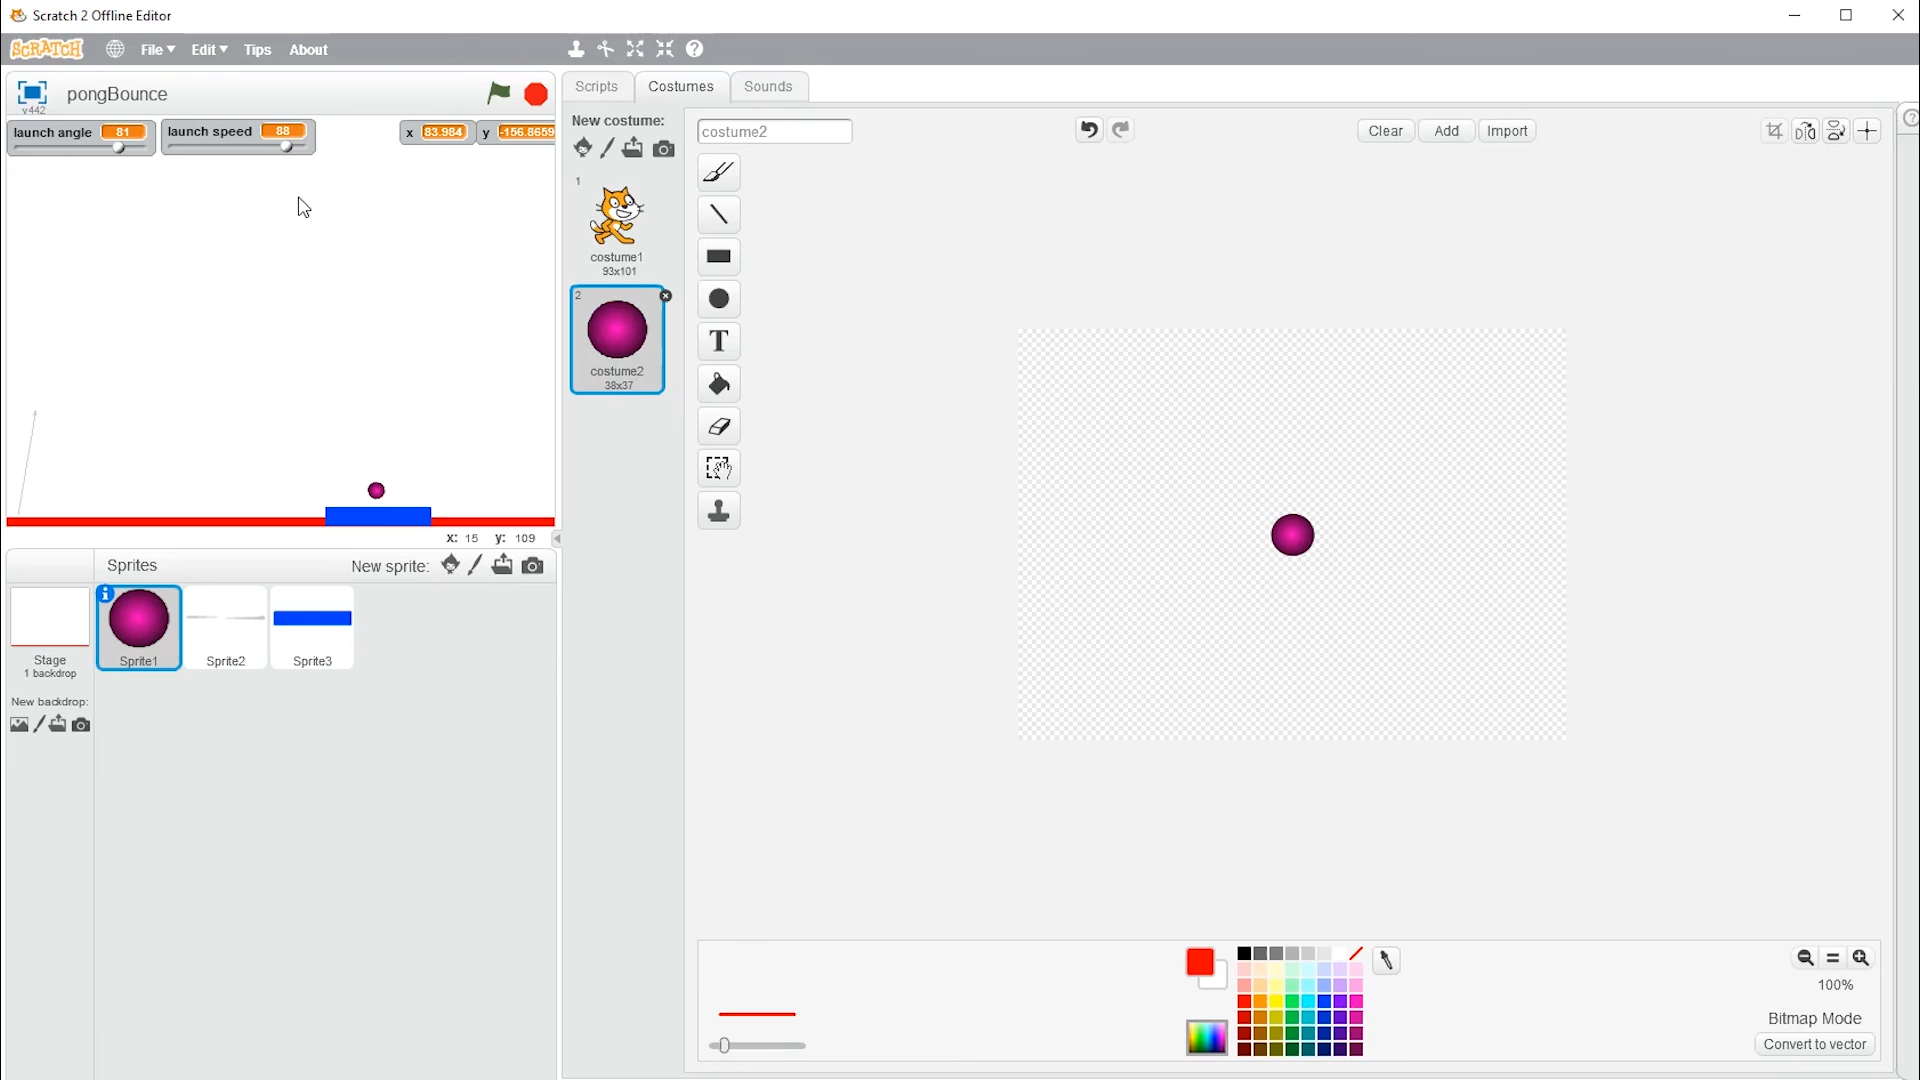 Scratch 2 Offline Editor
SCRATCH File Edit Tips About
pongBounce
v442
launch angle 81 launch speed 88 x 83.984 y -156.8659
x: 15 y: 109
Sprites New sprite:
Sprite1 Sprite2 Sprite3
Stage
1 backdrop
New backdrop:
Scripts Costumes Sounds
New costume:
1
costume1
93x101
2
costume2
38x37
costume2
Clear Add Import
T
100%
Bitmap Mode
Convert to vector